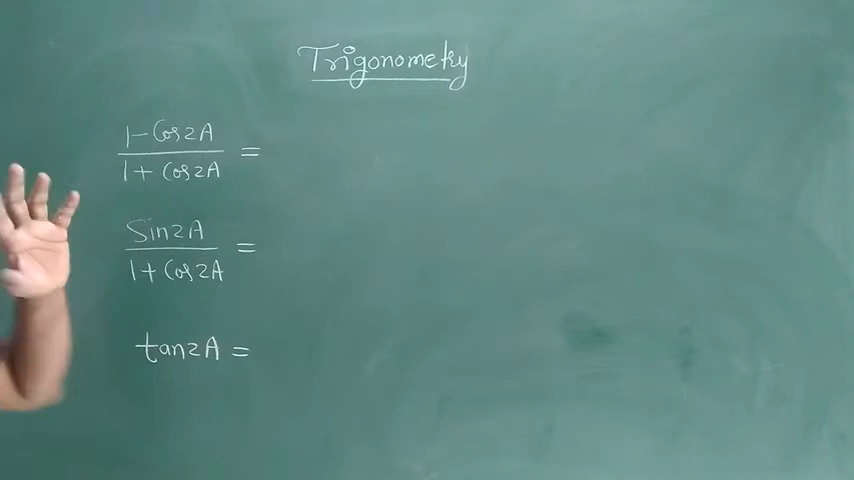 Trigonometry
1-Cos2A
1+Cos2A =
Sin2A
1+Cos2A =
tan2A =